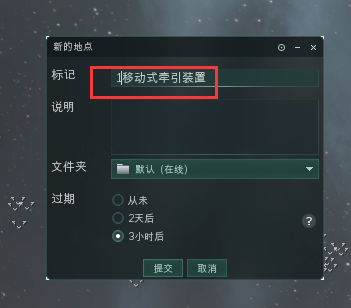 新的地点
标记
1移动式牵引装置
说明
文件夹
默认 (在线)
过期
从未
2天后
?
3小时后
提交
取消